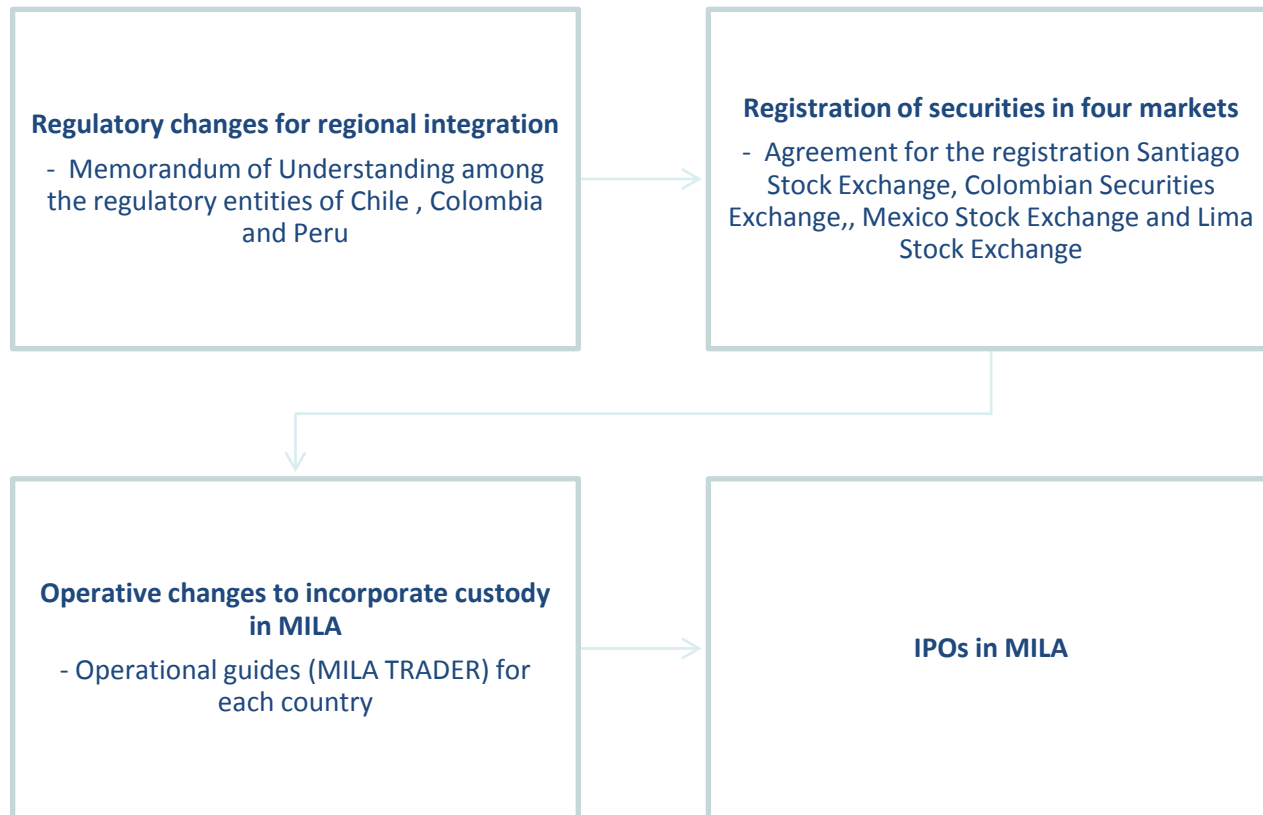 Regulatory changes for regional integration
- Memorandum of Understanding among
the regulatory entities of Chile , Colombia
and Peru
Registration of securities in four markets
- Agreement for the registration Santiago
Stock Exchange, Colombian Securities
Exchange,, Mexico Stock Exchange and Lima
Stock Exchange
Operative changes to incorporate custody
in MILA
- Operational guides (MILA TRADER) for
each country
IPOs in MILA